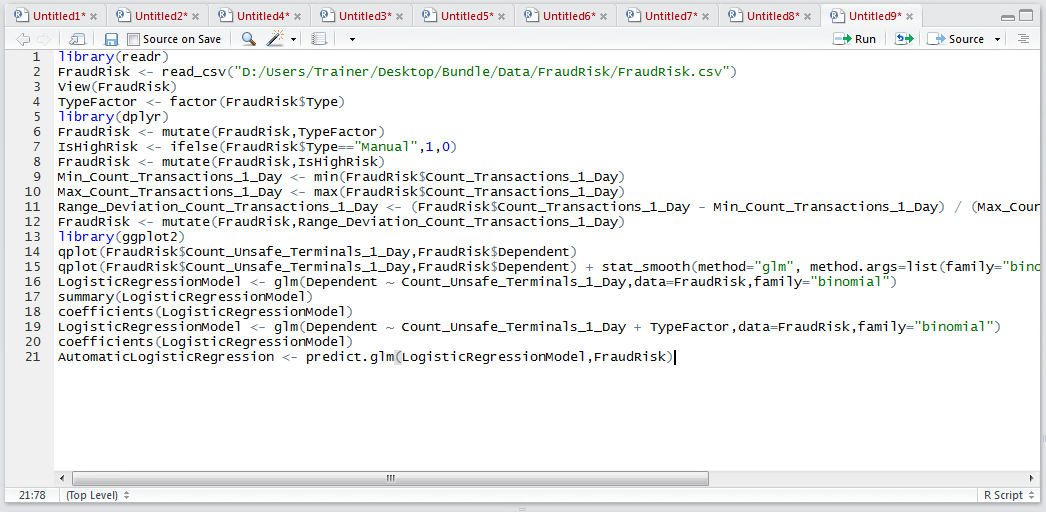 Untitled1* Untitled2* Untitled4* Untitled3* Untitled5* Untitled6* Untitled7* Untitled8* Untitled9*
Source on Save Run Source
1 library(readr)
2 FraudRisk <- read_csv("D:/Users/Trainer/Desktop/Bundle/Data/FraudRisk/FraudRisk.csv")
3 View(FraudRisk)
4 TypeFactor <- factor(FraudRisk$Type)
5 library(dplyr)
6 FraudRisk <- mutate(FraudRisk,TypeFactor)
7 IsHighRisk <- ifelse(FraudRisk$Type=="Manual",1,0)
8 FraudRisk <- mutate(FraudRisk,IsHighRisk)
9 Min_Count_Transactions_1_Day <- min(FraudRisk$Count_Transactions_1_Day)
10 Max_Count_Transactions_1_Day <- max(FraudRisk$Count_Transactions_1_Day)
11 Range_Deviation_Count_Transactions_1_Day <- (FraudRisk$Count_Transactions_1_Day - Min_Count_Transactions_1_Day) / (Max_Coun
12 FraudRisk <- mutate(FraudRisk,Range_Deviation_Count_Transactions_1_Day)
13 library(ggplot2)
14 qplot(FraudRisk$Count_Unsafe_Terminals_1_Day,FraudRisk$Dependent)
15 qplot(FraudRisk$Count_Unsafe_Terminals_1_Day,FraudRisk$Dependent) + stat_smooth(method="glm", method.args=list(family="bino
16 LogisticRegressionModel <- glm(Dependent ~ Count_Unsafe_Terminals_1_Day,data=FraudRisk,family="binomial")
17 summary(LogisticRegressionModel)
18 coefficients(LogisticRegressionModel)
19 LogisticRegressionModel <- glm(Dependent ~ Count_Unsafe_Terminals_1_Day + TypeFactor,data=FraudRisk,family="binomial")
20 coefficients(LogisticRegressionModel)
21 AutomaticLogisticRegression <- predict.glm(LogisticRegressionModel,FraudRisk)
21:78 (Top Level) R Script